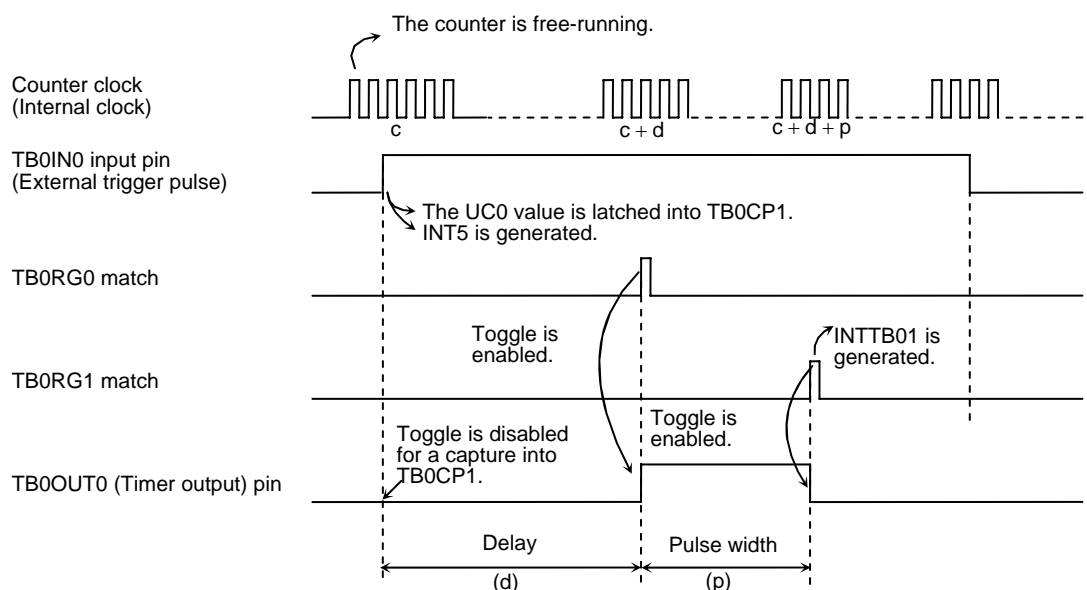 The counter is free-running.
Counter clock
(Internal clock)
c
c + d
c + d + p
TB0IN0 input pin
(External trigger pulse)
The UC0 value is latched into TB0CP1.
INT5 is generated.
TB0RG0 match
Toggle is
enabled.
INTTB01 is
generated.
TB0RG1 match
Toggle is disabled
for a capture into
TB0CP1.
Toggle is
enabled.
TB0OUT0 (Timer output) pin
Delay
(d)
Pulse width
(p)